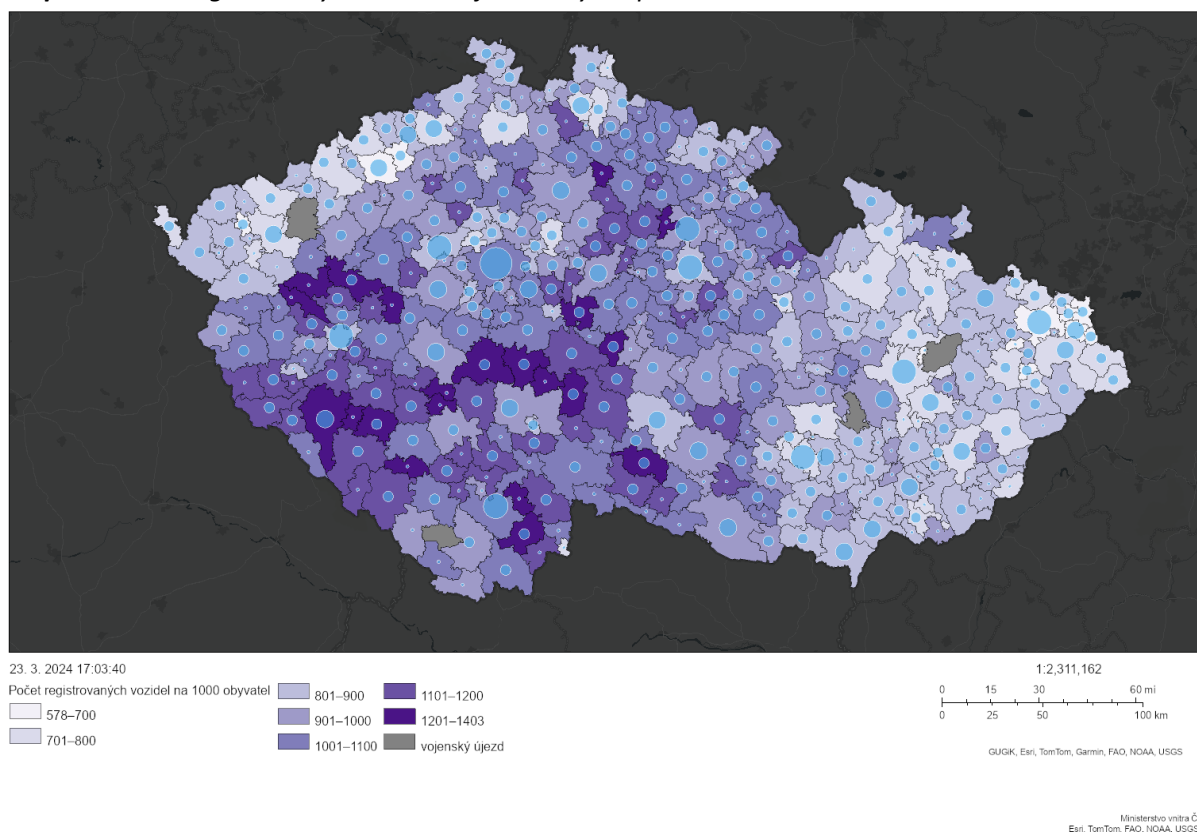 23. 3. 2024 17:03:40
1:2,311,162
Počet registrovaných vozidel na 1000 obyvatel
578–700
701–800
801–900
901–1000
1001–1100
1101–1200
1201–1403
vojenský újezd
0 15 30 60 mi
0 25 50 100 km
GUGiK, Esri, TomTom, Garmin, FAO, NOAA, USGS
Ministerstvo vnitra Č
Esri, TomTom, FAO, NOAA, USGS